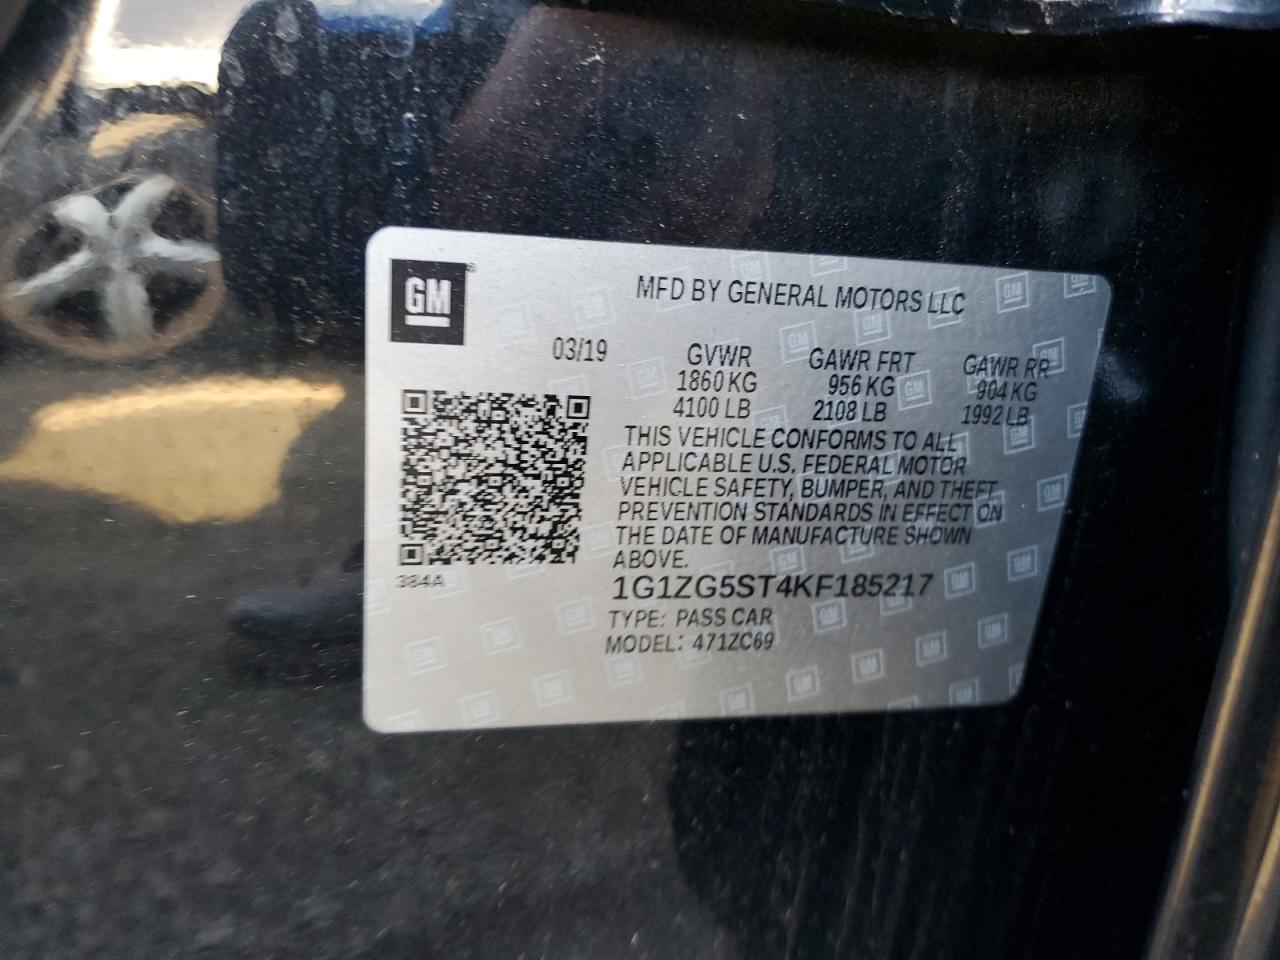 GM
MFD BY GENERAL MOTORS LLC
03/19 GVWR GAWR FRT GAWR RR
1860 KG 956 KG 904 KG
4100 LB 2108 LB 1992 LB
THIS VEHICLE CONFORMS TO ALL
APPLICABLE U.S. FEDERAL MOTOR
VEHICLE SAFETY, BUMPER, AND THEFT
PREVENTION STANDARDS IN EFFECT ON
THE DATE OF MANUFACTURE SHOWN
ABOVE.
384A
1G1ZG5ST4KF185217
TYPE: PASS CAR
MODEL: 471ZC69